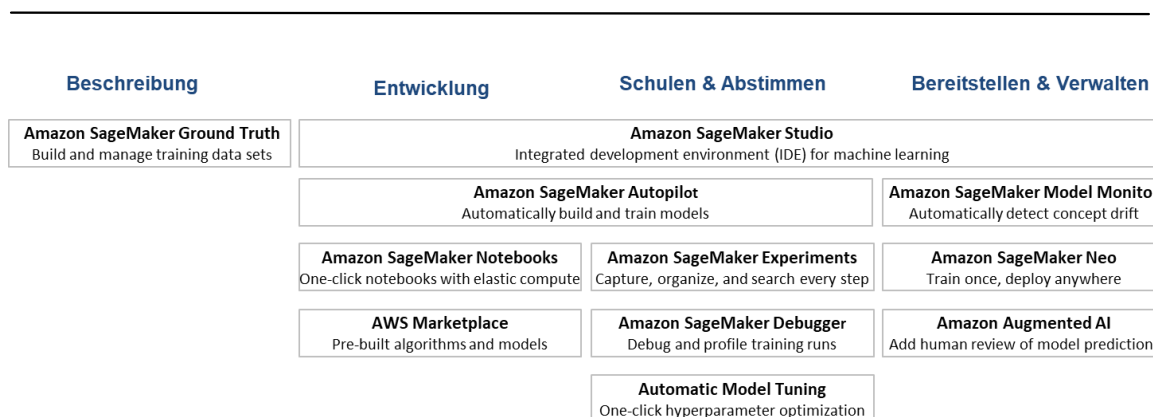 Beschreibung
Entwicklung
Schulen & Abstimmen
Bereitstellen & Verwalten
Amazon SageMaker Ground Truth
Build and manage training data sets
Amazon SageMaker Studio
Integrated development environment (IDE) for machine learning
Amazon SageMaker Autopilot
Automatically build and train models
Amazon SageMaker Model Monito
Automatically detect concept drift
Amazon SageMaker Notebooks
One-click notebooks with elastic compute
Amazon SageMaker Experiments
Capture, organize, and search every step
Amazon SageMaker Neo
Train once, deploy anywhere
AWS Marketplace
Pre-built algorithms and models
Amazon SageMaker Debugger
Debug and profile training runs
Amazon Augmented AI
Add human review of model prediction
Automatic Model Tuning
One-click hyperparameter optimization